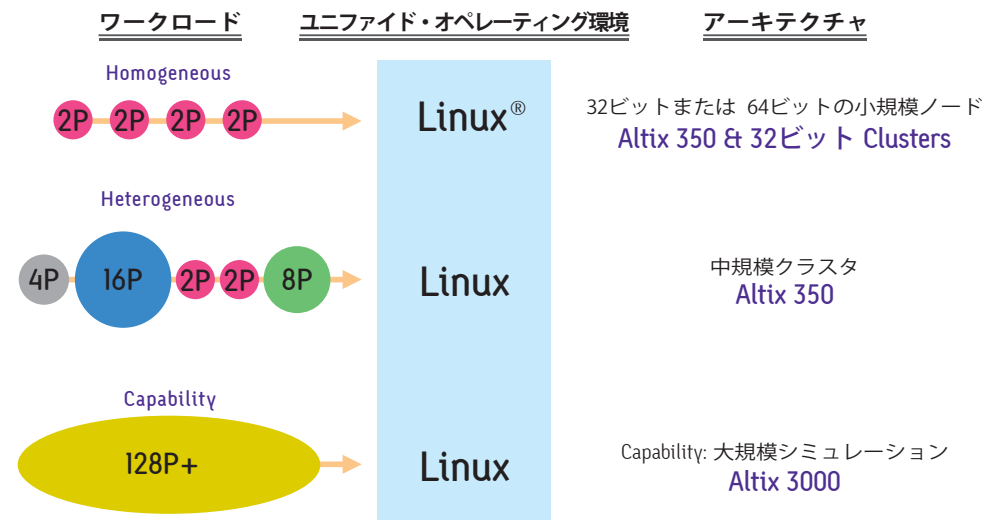 ワークロード
ユニファイド・オペレーティング環境
アーキテクチャ
Homogeneous
2P 2P 2P 2P
Linux®
32ビットまたは 64ビットの小規模ノード
Altix 350 & 32ビット Clusters
Heterogeneous
4P 16P 2P 2P 8P
Linux
中規模クラスタ
Altix 350
Capability
128P+
Linux
Capability: 大規模シミュレーション
Altix 3000